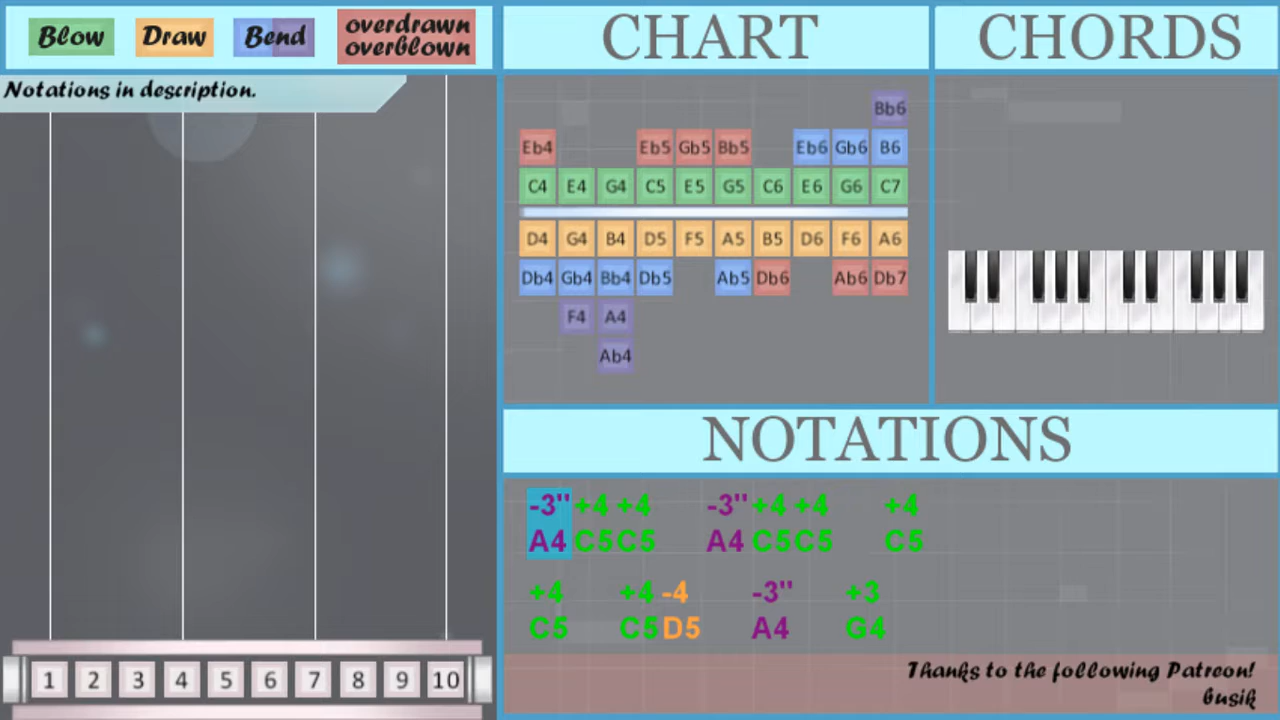 Blow Draw Bend overdrawn overblown
CHART
CHORDS
Notations in description.
Bb6
Eb4 Eb5 Gb5 Bb5 Eb6 Gb6 B6
C4 E4 G4 C5 E5 G5 C6 E6 G6 C7
D4 G4 B4 D5 F5 A5 B5 D6 F6 A6
Db4 Gb4 Bb4 Db5 Ab5 Db6 Ab6 Db7
F4 A4
Ab4
NOTATIONS
-3" +4 +4 -3" +4 +4 +4
A4 C5 C5 A4 C5 C5 C5
+4 +4 -4 -3" +3
C5 C5 D5 A4 G4
Thanks to the following Patreon!
busik
1 2 3 4 5 6 7 8 9 10